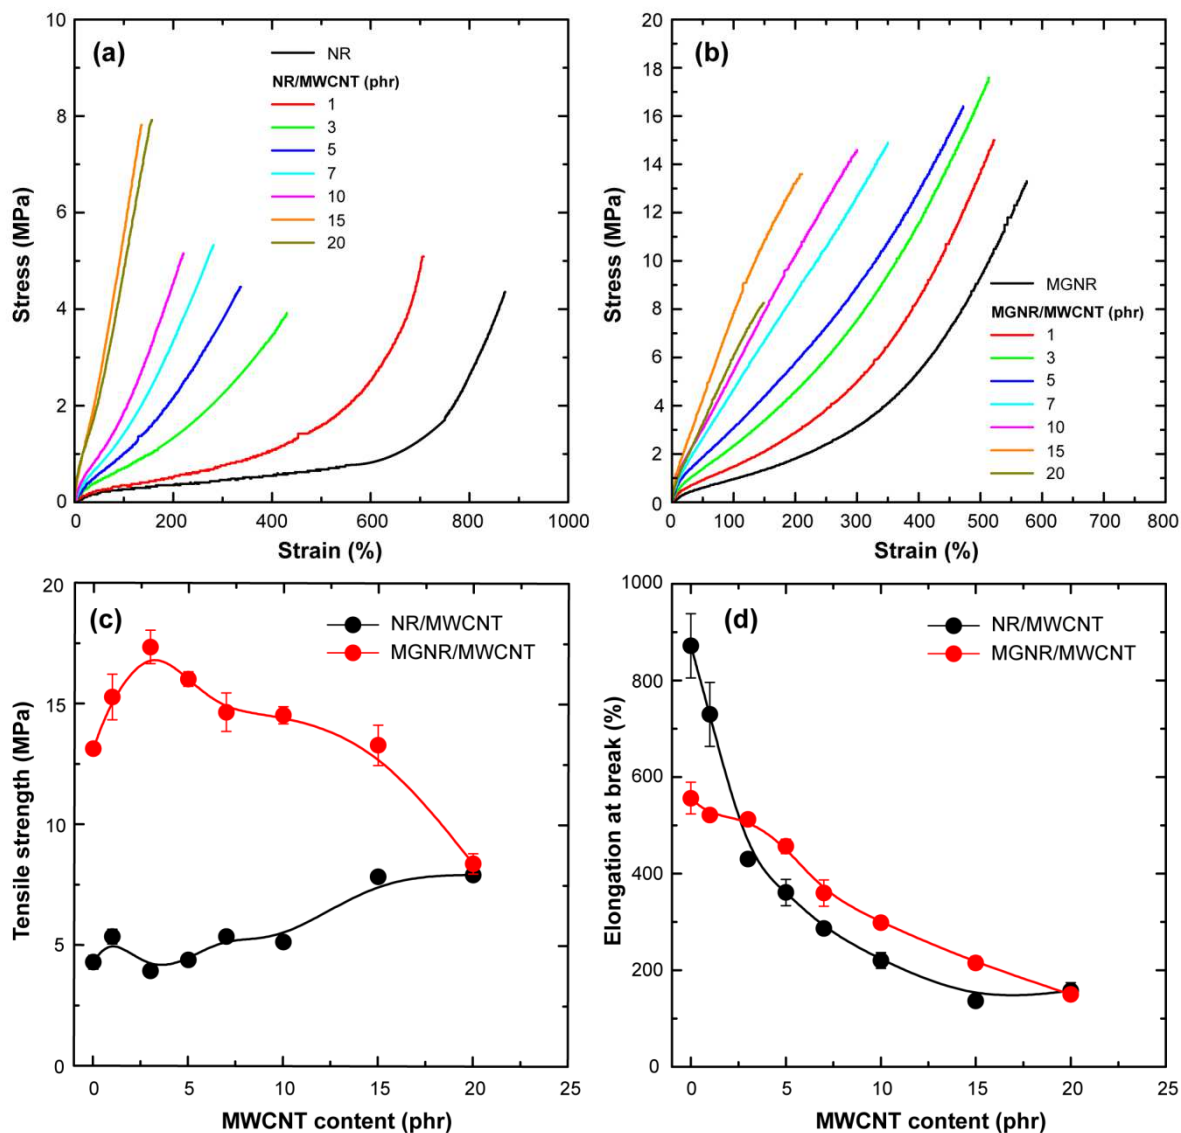 (a)
NR
NR/MWCNT (phr)
1
3
5
7
10
15
20
Stress (MPa)
10
8
6
4
2
0
0 200 400 600 800 1000
Strain (%)
(b)
MGNR
MGNR/MWCNT (phr)
1
3
5
7
10
15
20
Stress (MPa)
20
18
16
14
12
10
8
6
4
2
0
0 100 200 300 400 500 600 700 800
Strain (%)
(c)
NR/MWCNT
MGNR/MWCNT
Tensile strength (MPa)
20
15
10
5
0
0 5 10 15 20 25
MWCNT content (phr)
(d)
NR/MWCNT
MGNR/MWCNT
Elongation at break (%)
1000
800
600
400
200
0
0 5 10 15 20 25
MWCNT content (phr)